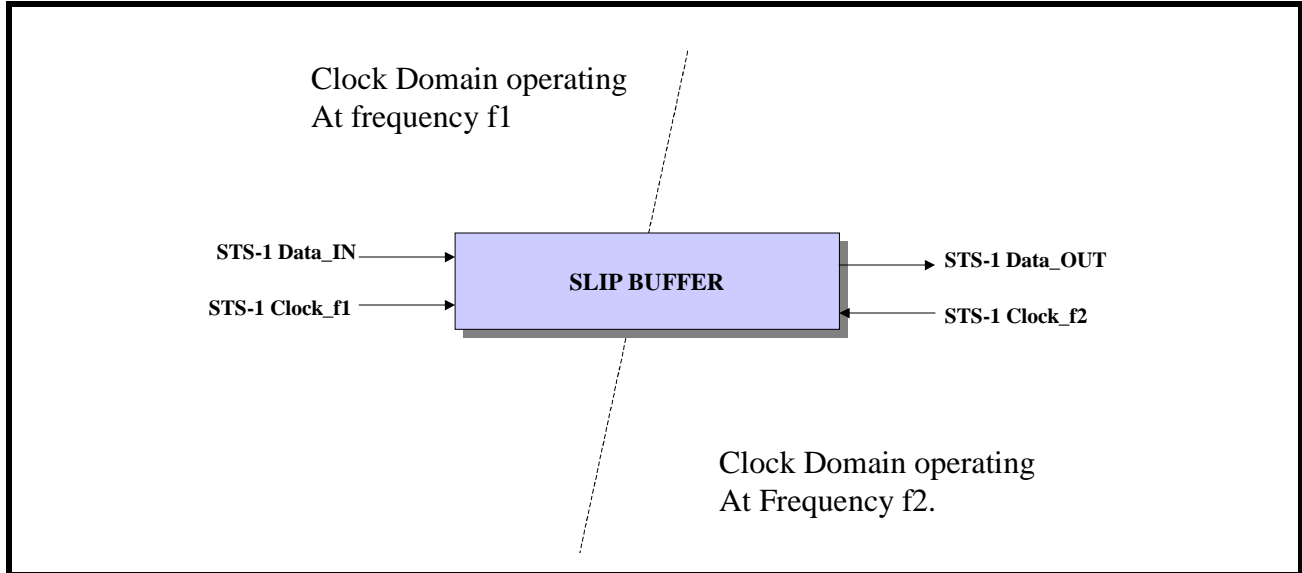 Clock Domain operating
At frequency f1
STS-1 Data_IN
STS-1 Clock_f1
SLIP BUFFER
STS-1 Data_OUT
STS-1 Clock_f2
Clock Domain operating
At Frequency f2.